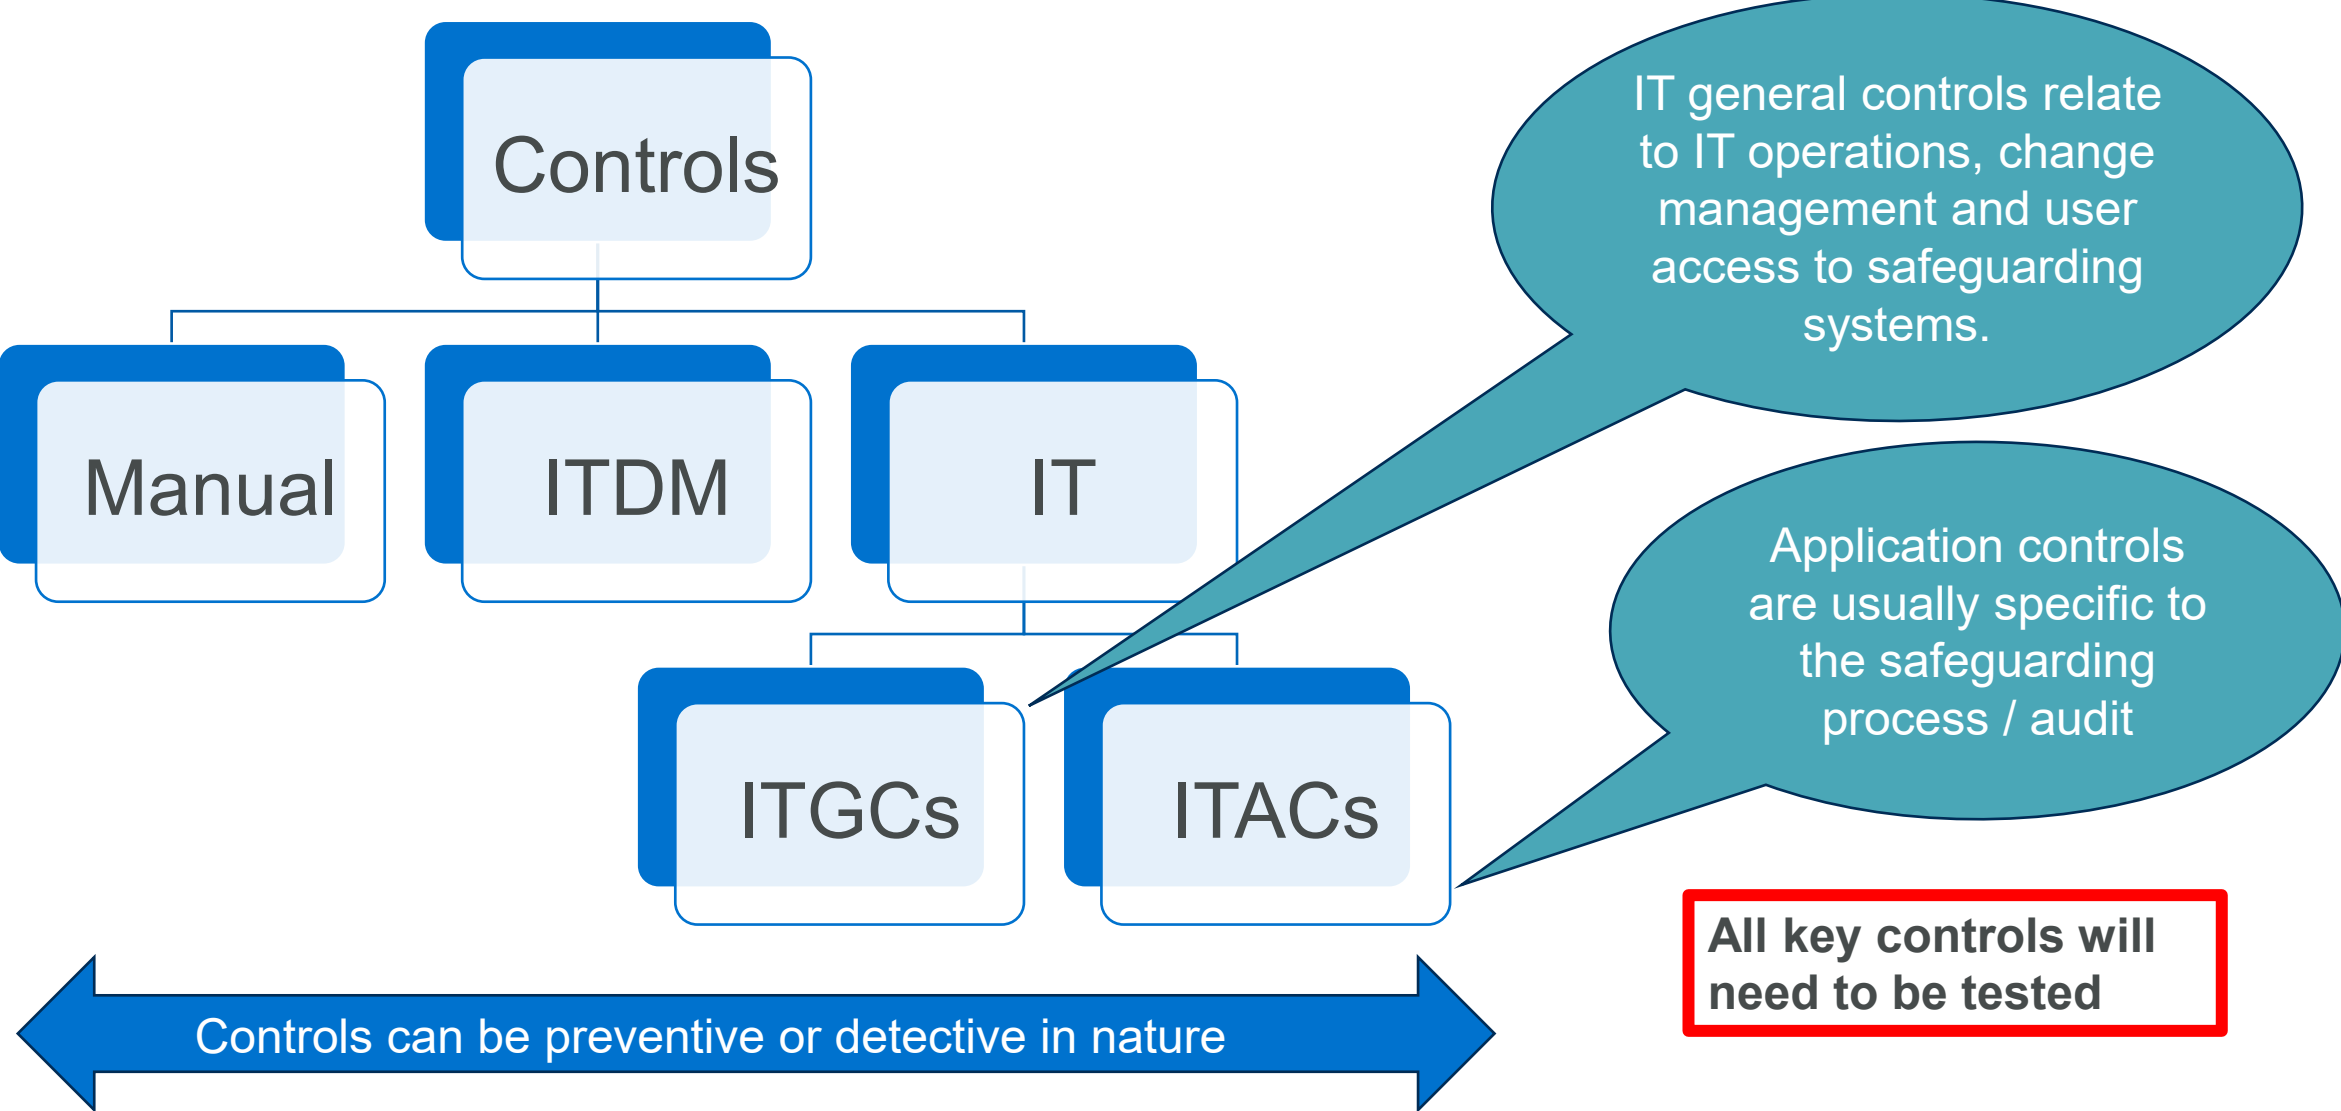 Controls
Manual
ITDM
IT
ITGCs
ITACs
IT general controls relate
to IT operations, change
management and user
access to safeguarding
systems.
Application controls
are usually specific to
the safeguarding
process / audit
All key controls will
need to be tested
Controls can be preventive or detective in nature